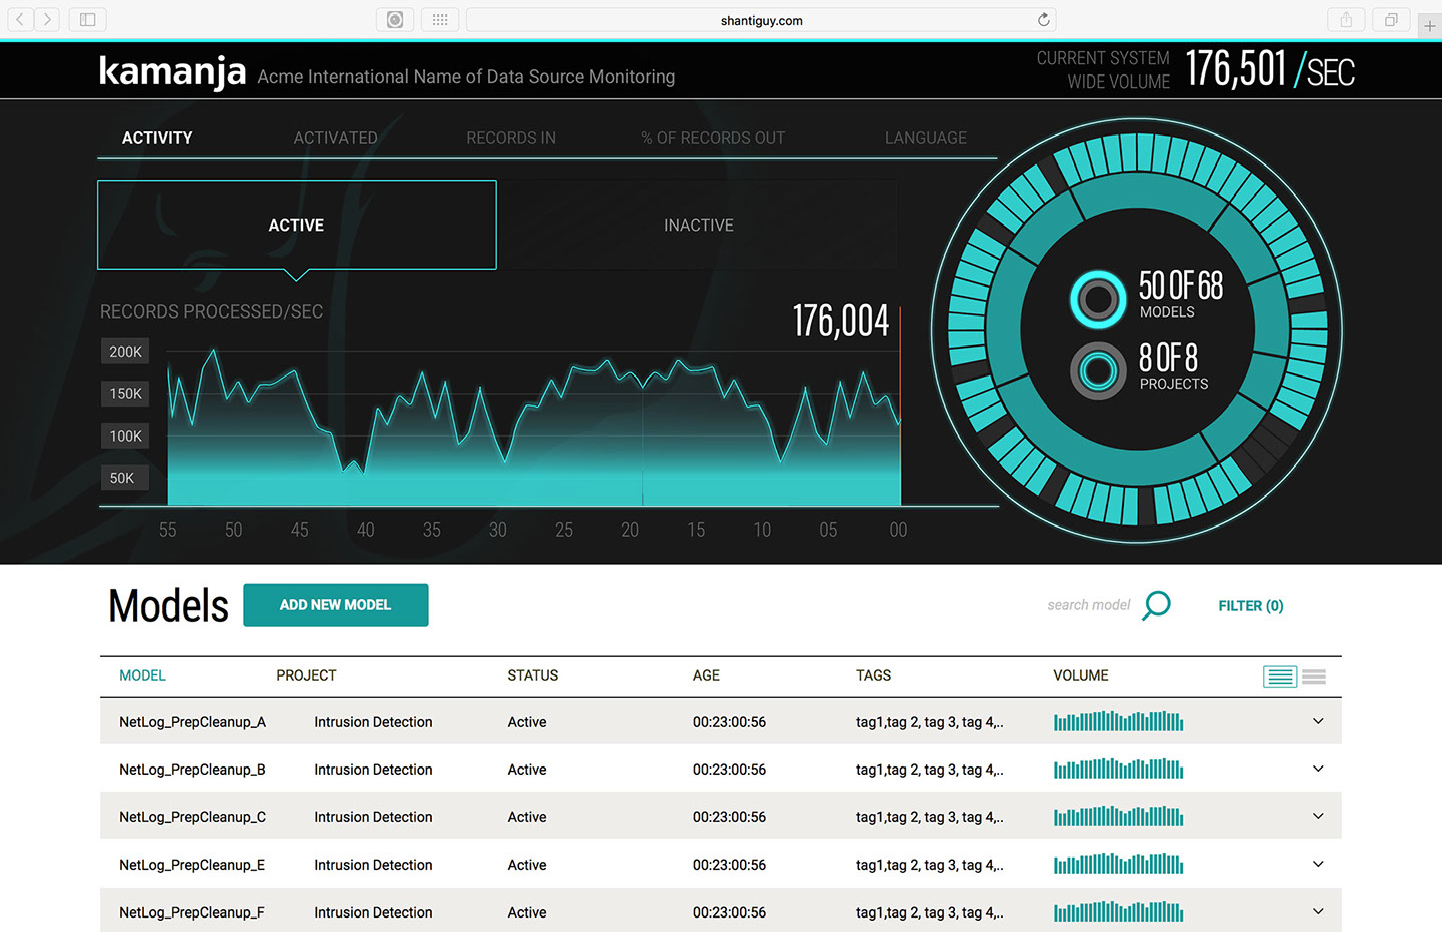 shantiguy.com
kamanja Acme International Name of Data Source Monitoring
CURRENT SYSTEM
WIDE VOLUME
176,501 /SEC
ACTIVITY ACTIVATED RECORDS IN % OF RECORDS OUT LANGUAGE
ACTIVE INACTIVE
RECORDS PROCESSED/SEC
176,004
200K
150K
100K
50K
55 50 45 40 35 30 25 20 15 10 05 00
50 OF 68
MODELS
8 OF 8
PROJECTS
Models ADD NEW MODEL search model FILTER (0)
MODEL PROJECT STATUS AGE TAGS VOLUME
NetLog_PrepCleanup_A Intrusion Detection Active 00:23:00:56 tag1,tag 2, tag 3, tag 4,..
NetLog_PrepCleanup_B Intrusion Detection Active 00:23:00:56 tag1,tag 2, tag 3, tag 4,..
NetLog_PrepCleanup_C Intrusion Detection Active 00:23:00:56 tag1,tag 2, tag 3, tag 4,..
NetLog_PrepCleanup_E Intrusion Detection Active 00:23:00:56 tag1,tag 2, tag 3, tag 4,..
NetLog_PrepCleanup_F Intrusion Detection Active 00:23:00:56 tag1,tag 2, tag 3, tag 4,..